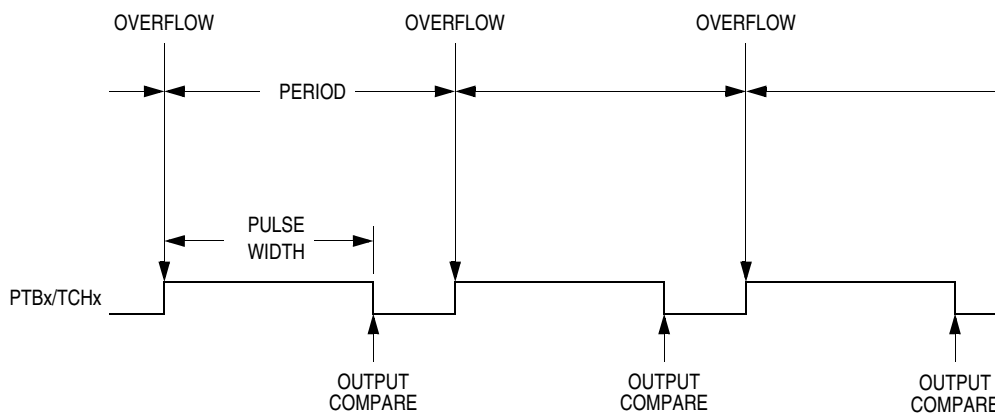 OVERFLOW
OVERFLOW
OVERFLOW
PERIOD
PULSE
WIDTH
PTBx/TCHx
OUTPUT
COMPARE
OUTPUT
COMPARE
OUTPUT
COMPARE